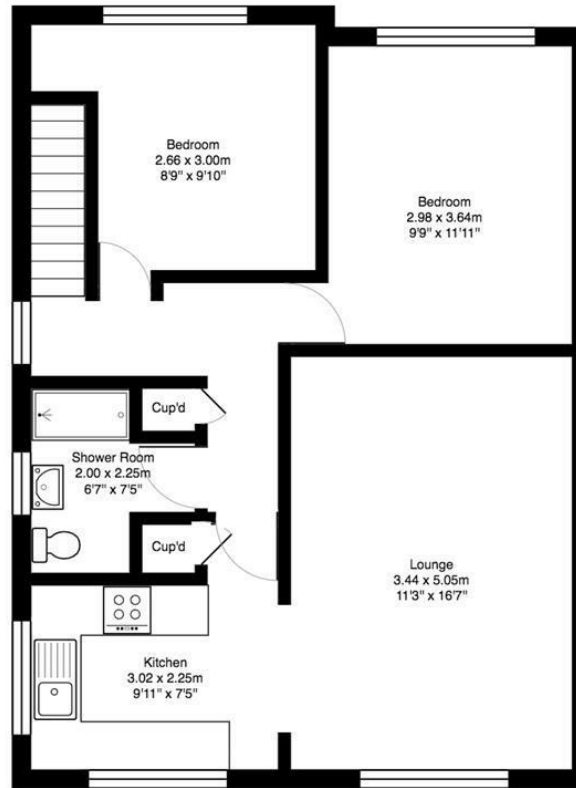 Bedroom
2.66 x 3.00m
8'9" x 9'10"
Bedroom
2.98 x 3.64m
9'9" x 11'11"
Cup'd
Shower Room
2.00 x 2.25m
6'7" x 7'5"
Cup'd
Lounge
3.44 x 5.05m
11'3" x 16'7"
Kitchen
3.02 x 2.25m
9'11" x 7'5"